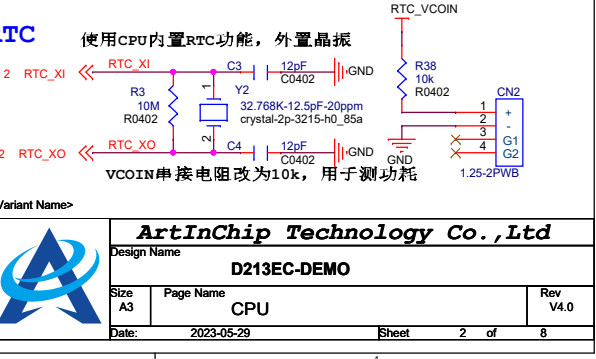 RTC
使用CPU内置RTC功能，外置晶振
RTC_VCOIN
2 RTC_XI
RTC_XI
C3
12pF
C0402
GND
R3
10M
R0402
1
Y2
32.768K-12.5pF-20ppm
crystal-2p-3215-h0_85a
2
2 RTC_XO
RTC_XO
C4
12pF
C0402
GND
R38
10k
R0402
CN2
1 +
2 -
3 G1
4 G2
GND
1.25-2PWB
VCOIN串接电阻改为10k，用于测功耗
Variant Name>
ArtInChip Technology Co.,Ltd
Design Name
D213EC-DEMO
Size
A3
Page Name
CPU
Rev
V4.0
Date: 2023-05-29 Sheet 2 of 8